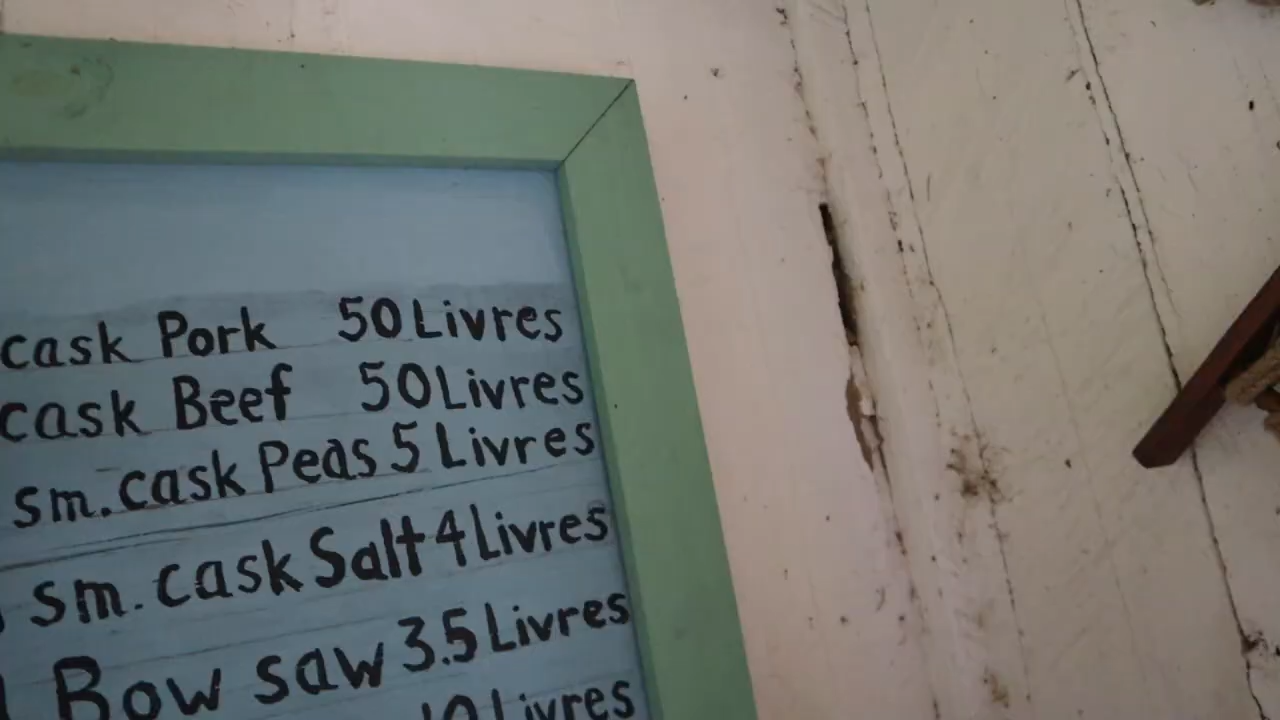 cask Pork 50 Livres
cask Beef 50 Livres
sm. cask Peas 5 Livres
sm. cask Salt 4 Livres
Bow saw 3.5 Livres
10 Livres